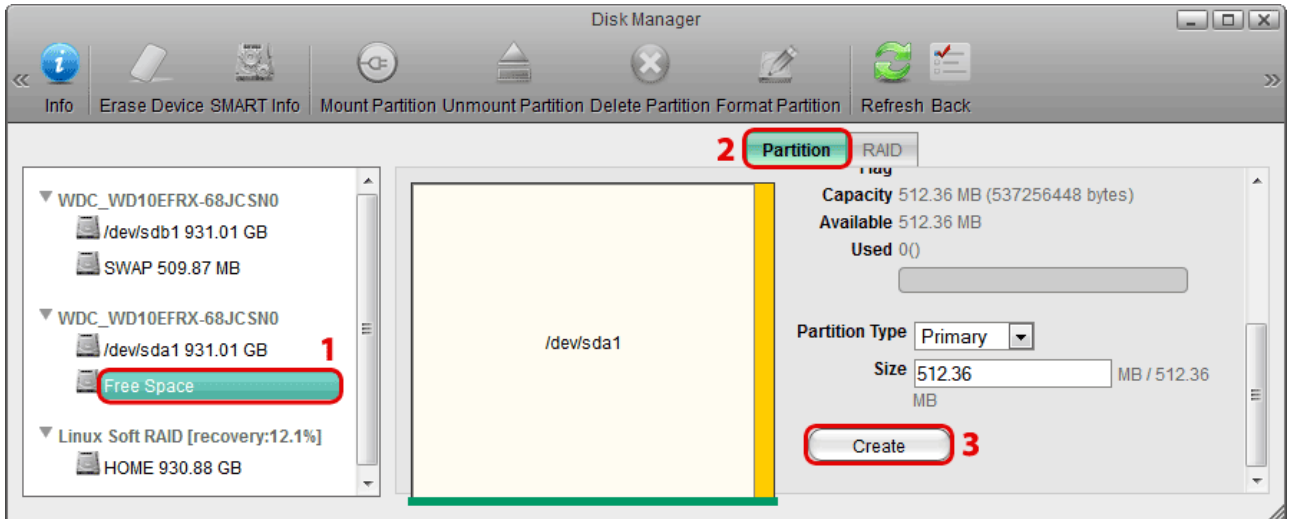 Disk Manager
Info Erase Device SMART Info Mount Partition Unmount Partition Delete Partition Format Partition Refresh Back
2 Partition RAID
WDC_WD10EFRX-68JCSN0
/dev/sdb1 931.01 GB
SWAP 509.87 MB
WDC_WD10EFRX-68JCSN0
/dev/sda1 931.01 GB
1
Free Space
Linux Soft RAID [recovery:12.1%]
HOME 930.88 GB
/dev/sda1
Flag
Capacity 512.36 MB (537256448 bytes)
Available 512.36 MB
Used 0()
Partition Type Primary
Size 512.36 MB / 512.36
MB
Create 3